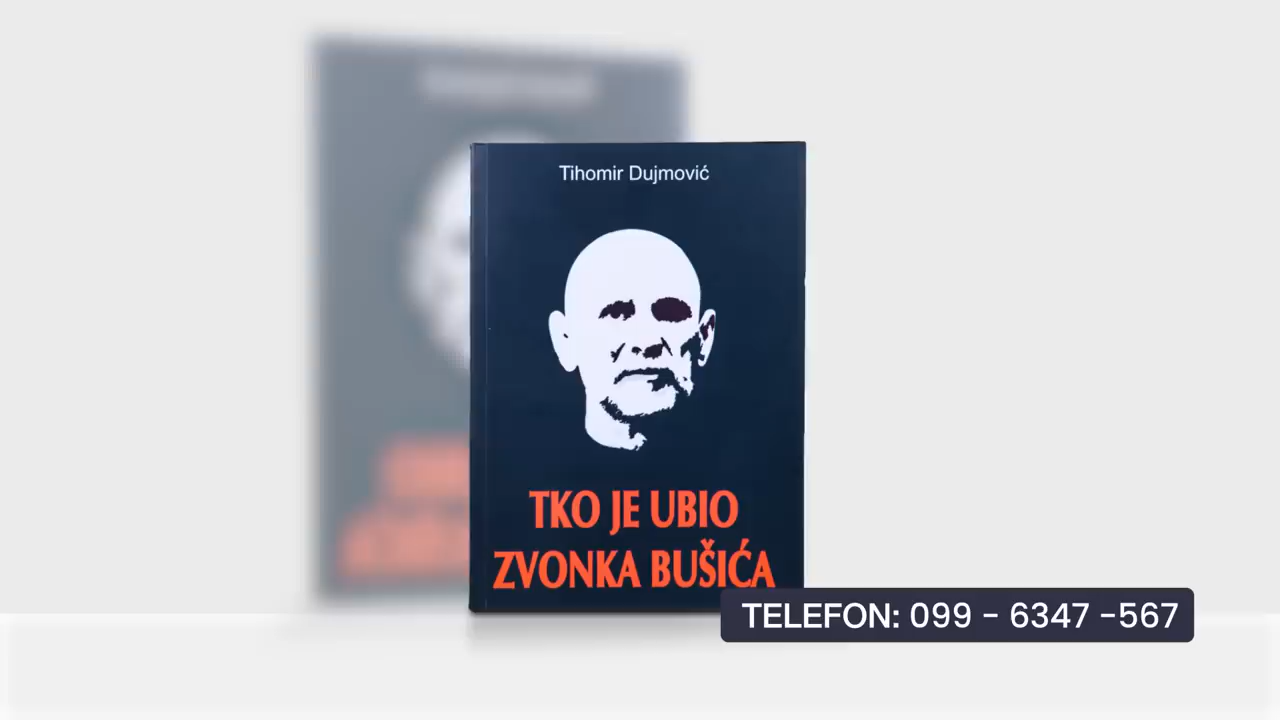 Tihomir Dujmović
TKO JE UBIO
ZVONKA BUŠIĆA
TELEFON: 099 - 6347 -567